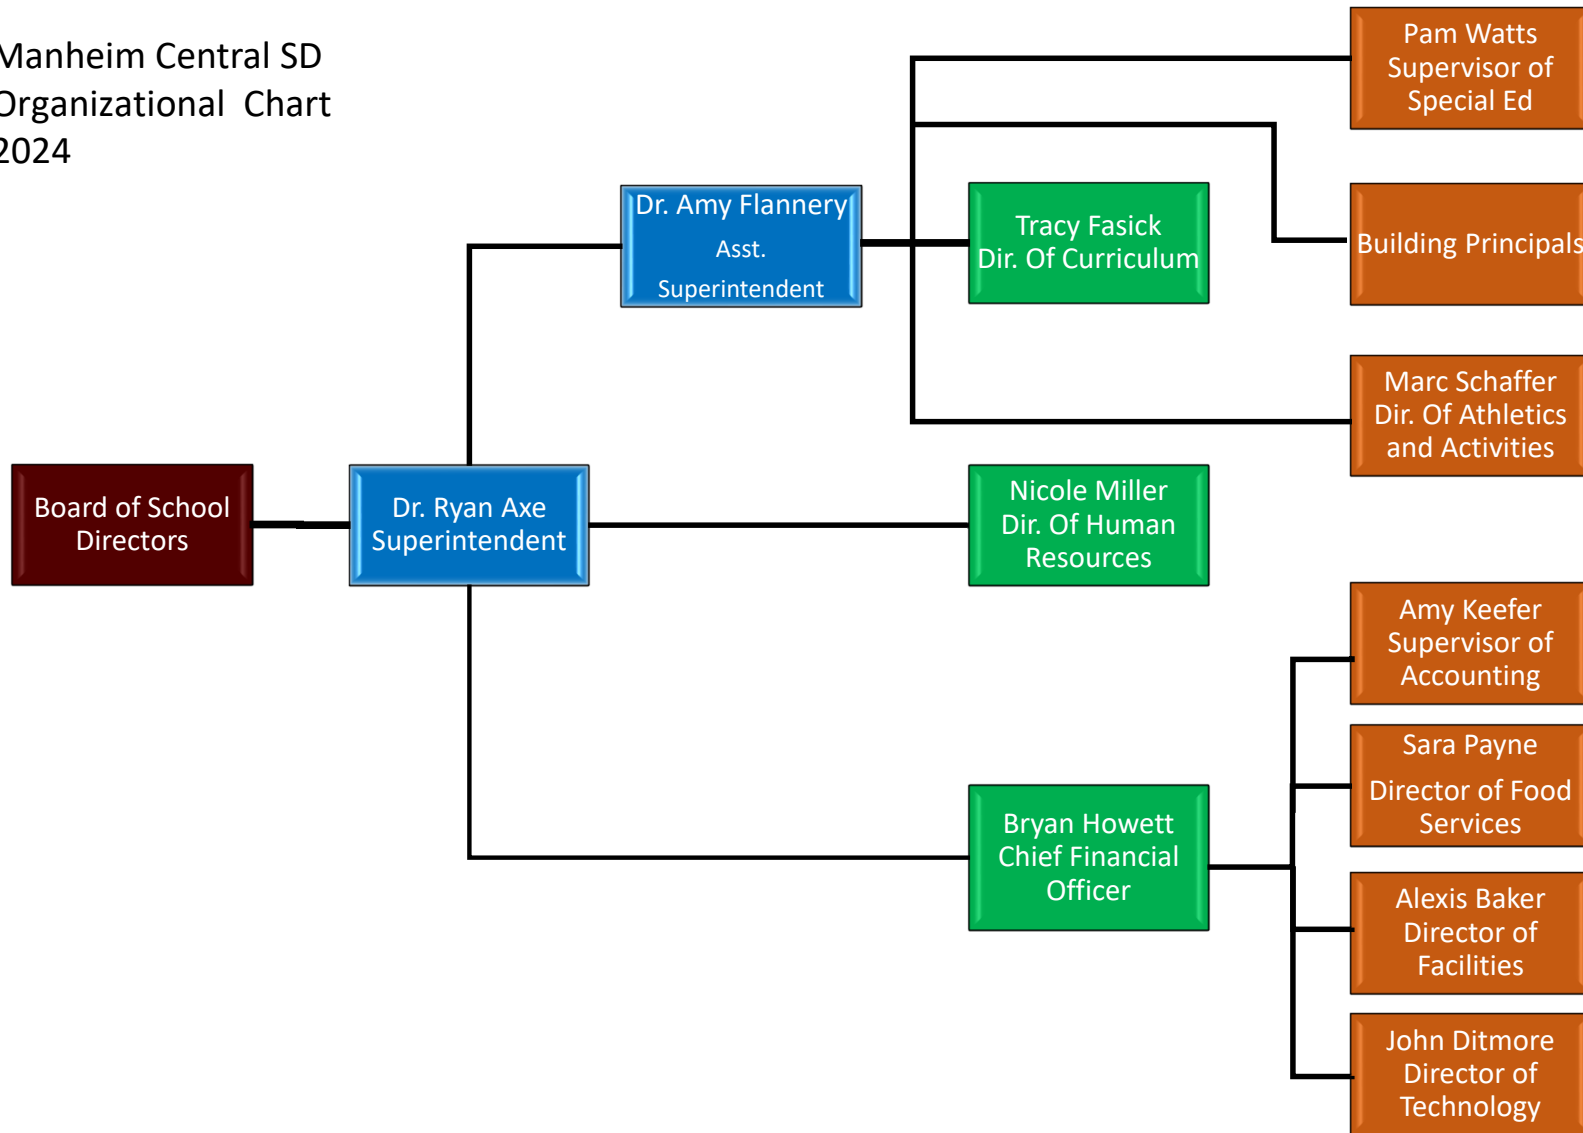 Manheim Central SD
Organizational Chart
2024
Pam Watts
Supervisor of
Special Ed
Dr. Amy Flannery
Asst.
Superintendent
Tracy Fasick
Dir. Of Curriculum
Building Principals
Marc Schaffer
Dir. Of Athletics
and Activities
Board of School
Directors
Dr. Ryan Axe
Superintendent
Nicole Miller
Dir. Of Human
Resources
Amy Keefer
Supervisor of
Accounting
Sara Payne
Director of Food
Services
Bryan Howett
Chief Financial
Officer
Alexis Baker
Director of
Facilities
John Ditmore
Director of
Technology